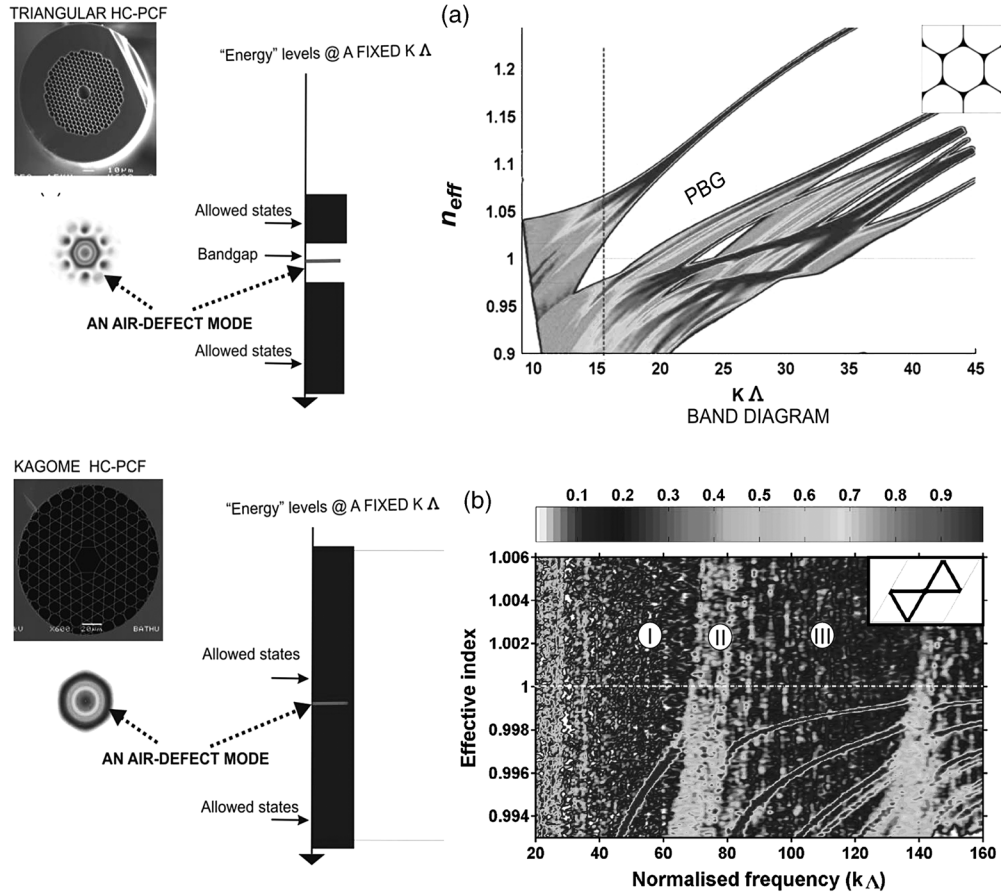 TRIANGULAR HC-PCF
10µm
"Energy" levels @ A FIXED K Λ
Allowed states
Bandgap
AN AIR-DEFECT MODE
Allowed states
(a)
neff
1.2
1.15
1.1
1.05
1
0.95
0.9
PBG
10 15 20 25 30 35 40 45
K Λ
BAND DIAGRAM
KAGOME HC-PCF
X600 20µm BATHU
"Energy" levels @ A FIXED K Λ
Allowed states
AN AIR-DEFECT MODE
Allowed states
(b)
0.1 0.2 0.3 0.4 0.5 0.6 0.7 0.8 0.9
Effective index
1.006
1.004
1.002
1
0.998
0.996
0.994
I II III
20 40 60 80 100 120 140 160
Normalised frequency (k Λ)